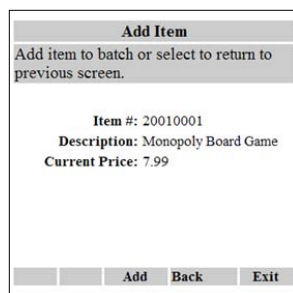 Add Item
Add item to batch or select to return to
previous screen.
Item #: 20010001
Description: Monopoly Board Game
Current Price: 7.99
Add Back Exit